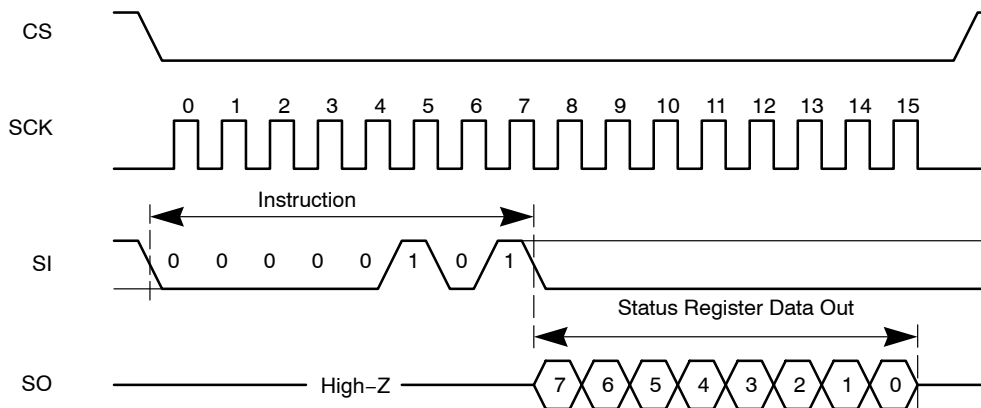 CS
0 1 2 3 4 5 6 7 8 9 10 11 12 13 14 15
SCK
Instruction
SI 0 0 0 0 0 1 0 1
Status Register Data Out
SO High−Z 7 6 5 4 3 2 1 0